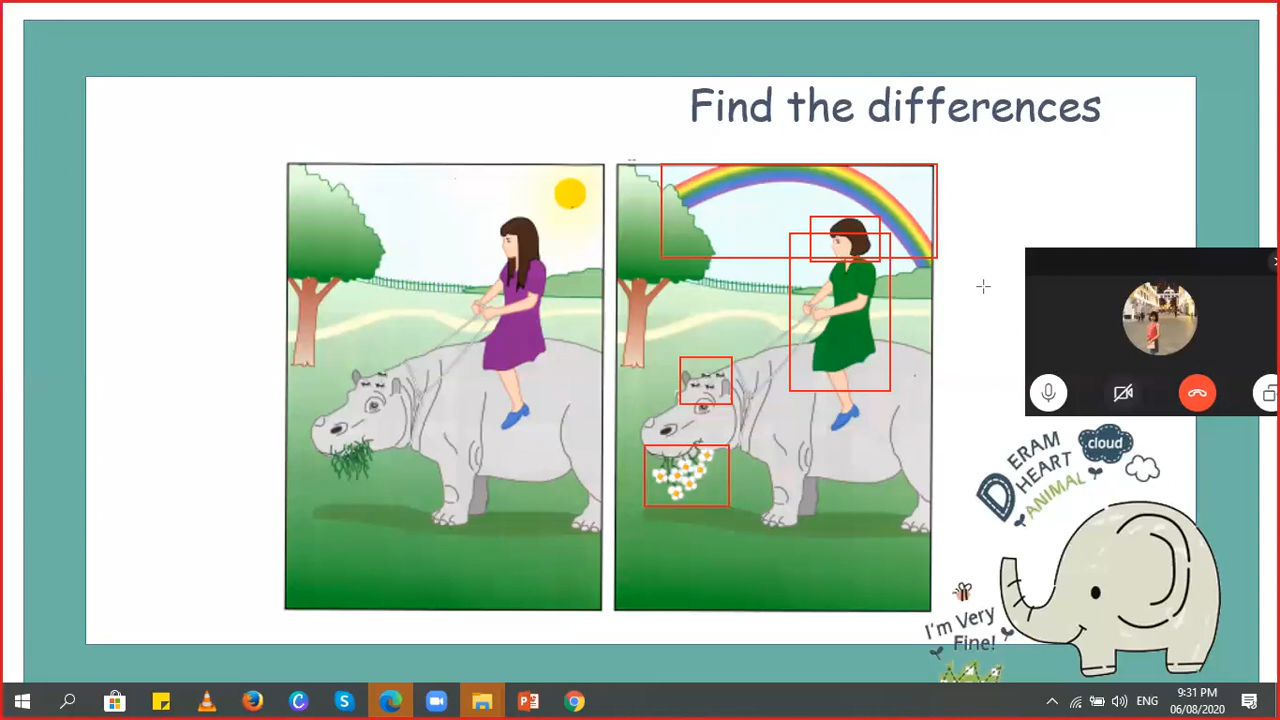 Find the differences
cloud
DERAM
HEART
ANIMAL
I'm Very
Fine!
ENG
9:31 PM
06/08/2020